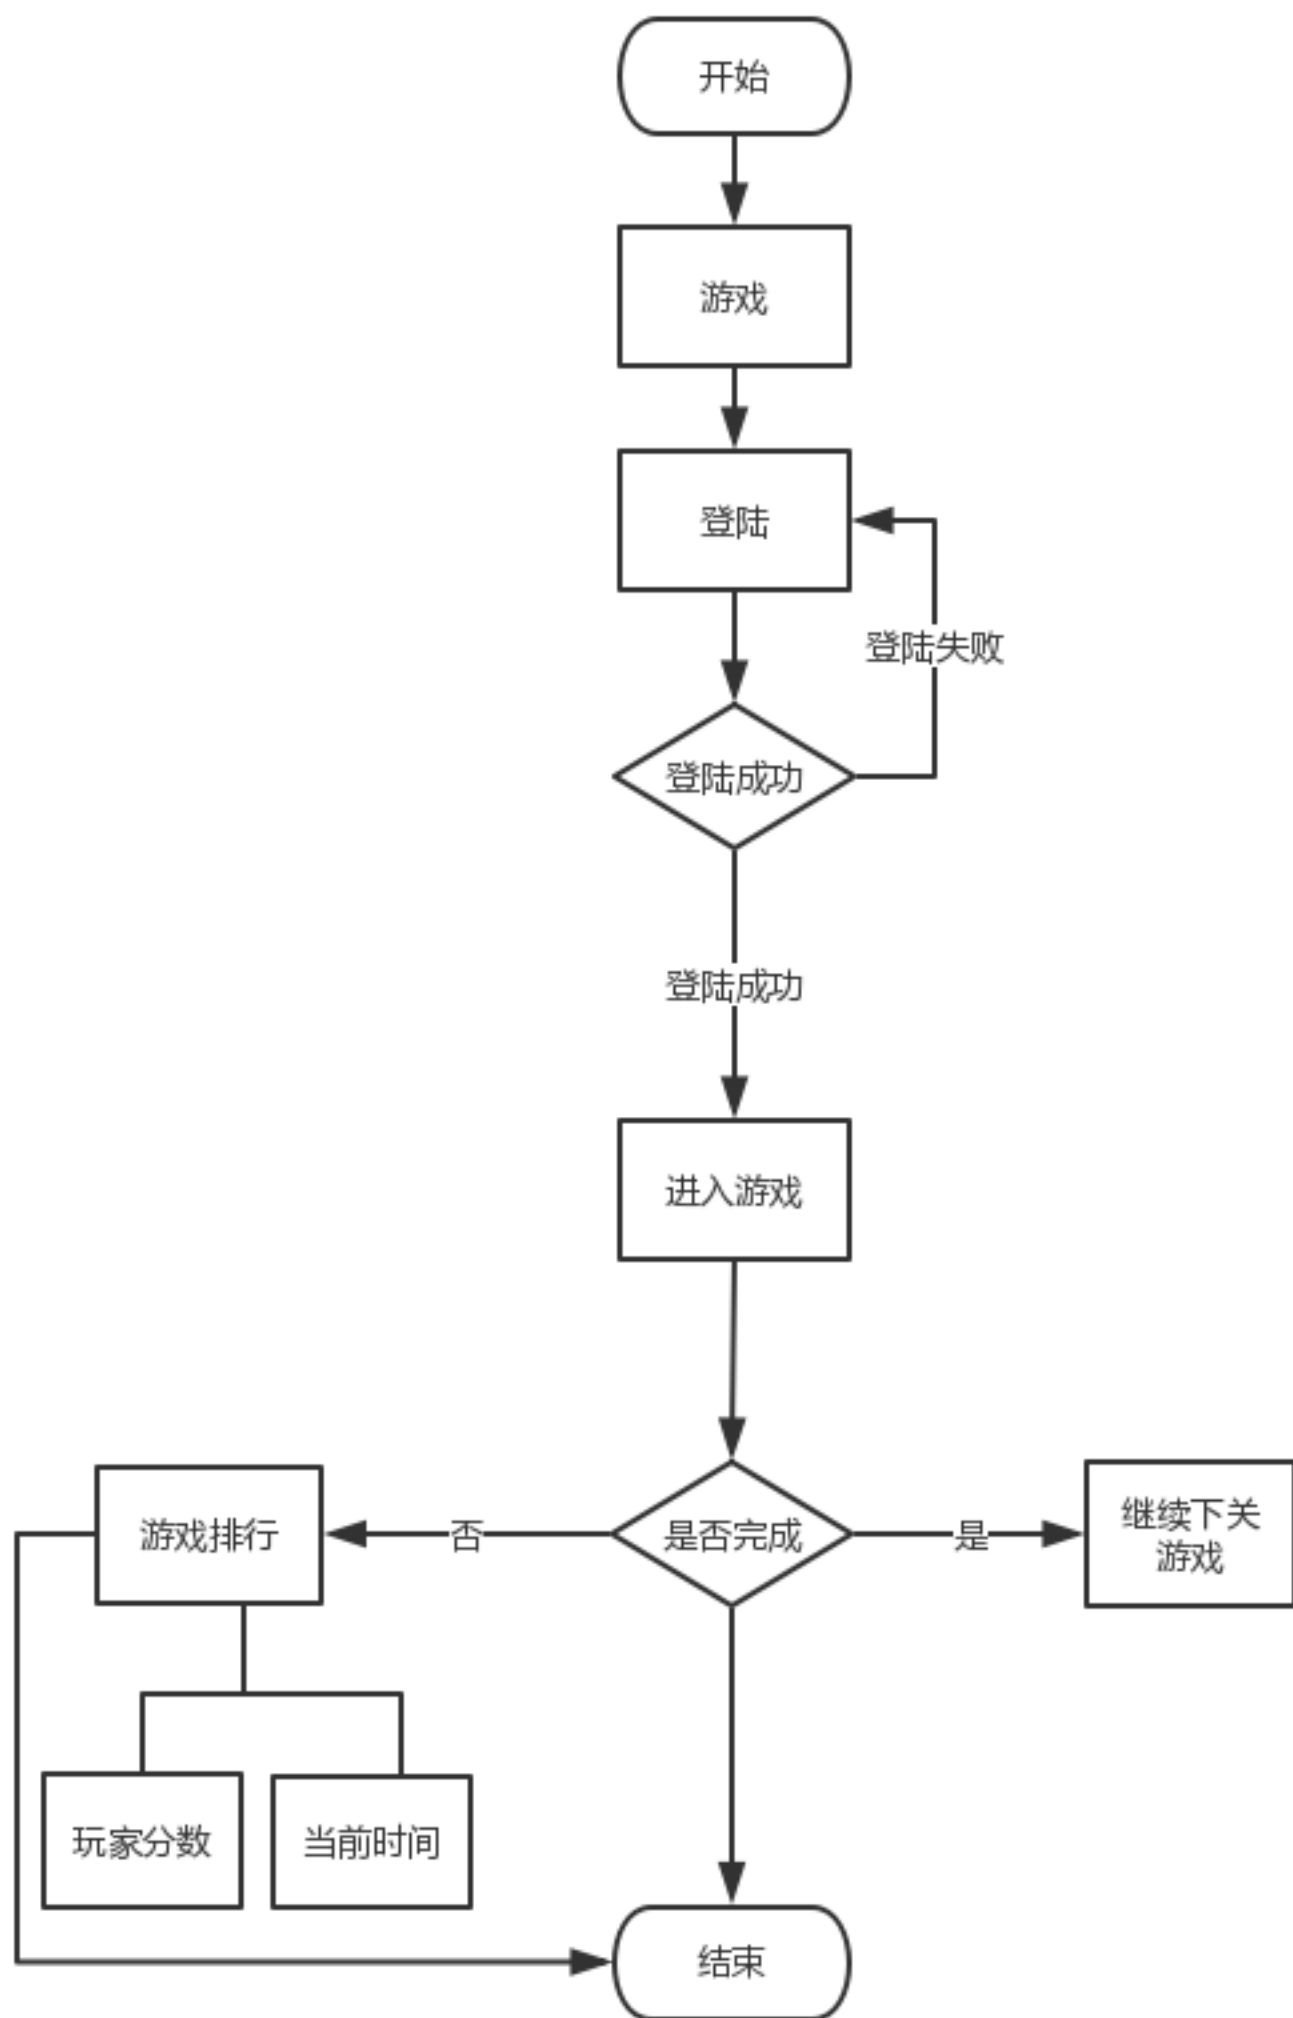 开始
游戏
登陆
登陆失败
登陆成功
登陆成功
进入游戏
游戏排行
否
是否完成
是
继续下关
游戏
玩家分数
当前时间
结束